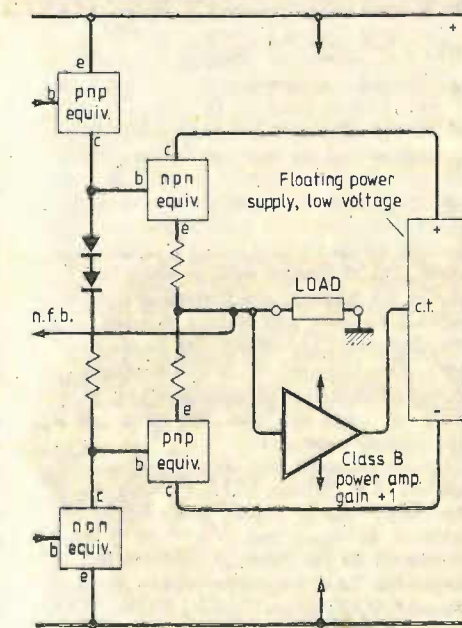 +
e
b
pnp
equiv.
c
c
b
npn
equiv.
e
Floating power
supply, low voltage
+
LOAD
c.t.
n.f.b.
e
b
pnp
equiv.
c
-
Class B
power amp.
gain +1
c
b
npn
equiv.
e